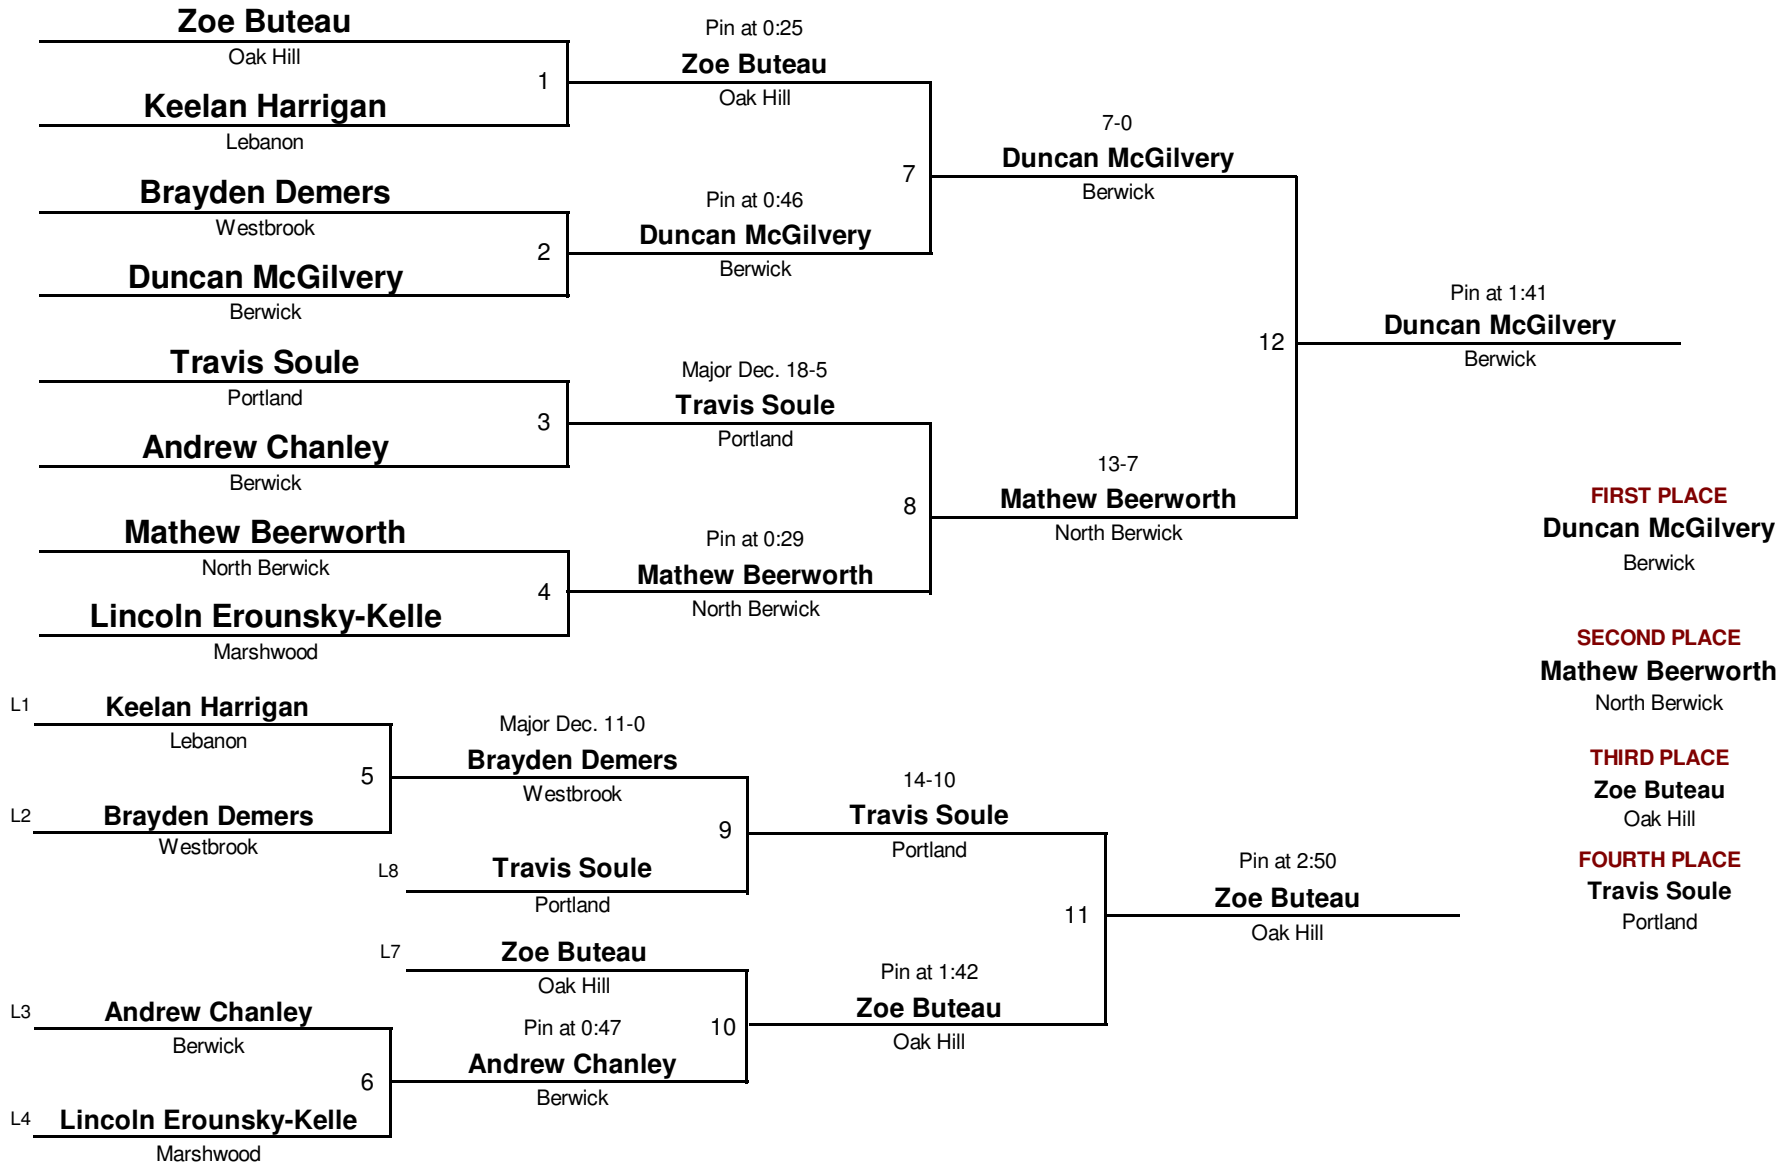 Zoe Buteau
Oak Hill
1
Keelan Harrigan
Lebanon
Brayden Demers
Westbrook
2
Duncan McGilvery
Berwick
Travis Soule
Portland
3
Andrew Chanley
Berwick
Mathew Beerworth
North Berwick
4
Lincoln Erounsky-Kelle
Marshwood
Pin at 0:25
Zoe Buteau
Oak Hill
7
Pin at 0:46
Duncan McGilvery
Berwick
Major Dec. 18-5
Travis Soule
Portland
8
Pin at 0:29
Mathew Beerworth
North Berwick
7-0
Duncan McGilvery
Berwick
12
13-7
Mathew Beerworth
North Berwick
Pin at 1:41
Duncan McGilvery
Berwick
L1
Keelan Harrigan
Lebanon
5
L2
Brayden Demers
Westbrook
L3
Andrew Chanley
Berwick
6
L4
Lincoln Erounsky-Kelle
Marshwood
Major Dec. 11-0
Brayden Demers
Westbrook
9
L8
Travis Soule
Portland
L7
Zoe Buteau
Oak Hill
10
Pin at 0:47
Andrew Chanley
Berwick
14-10
Travis Soule
Portland
11
Pin at 1:42
Zoe Buteau
Oak Hill
Pin at 2:50
Zoe Buteau
Oak Hill
FIRST PLACE
Duncan McGilvery
Berwick
SECOND PLACE
Mathew Beerworth
North Berwick
THIRD PLACE
Zoe Buteau
Oak Hill
FOURTH PLACE
Travis Soule
Portland